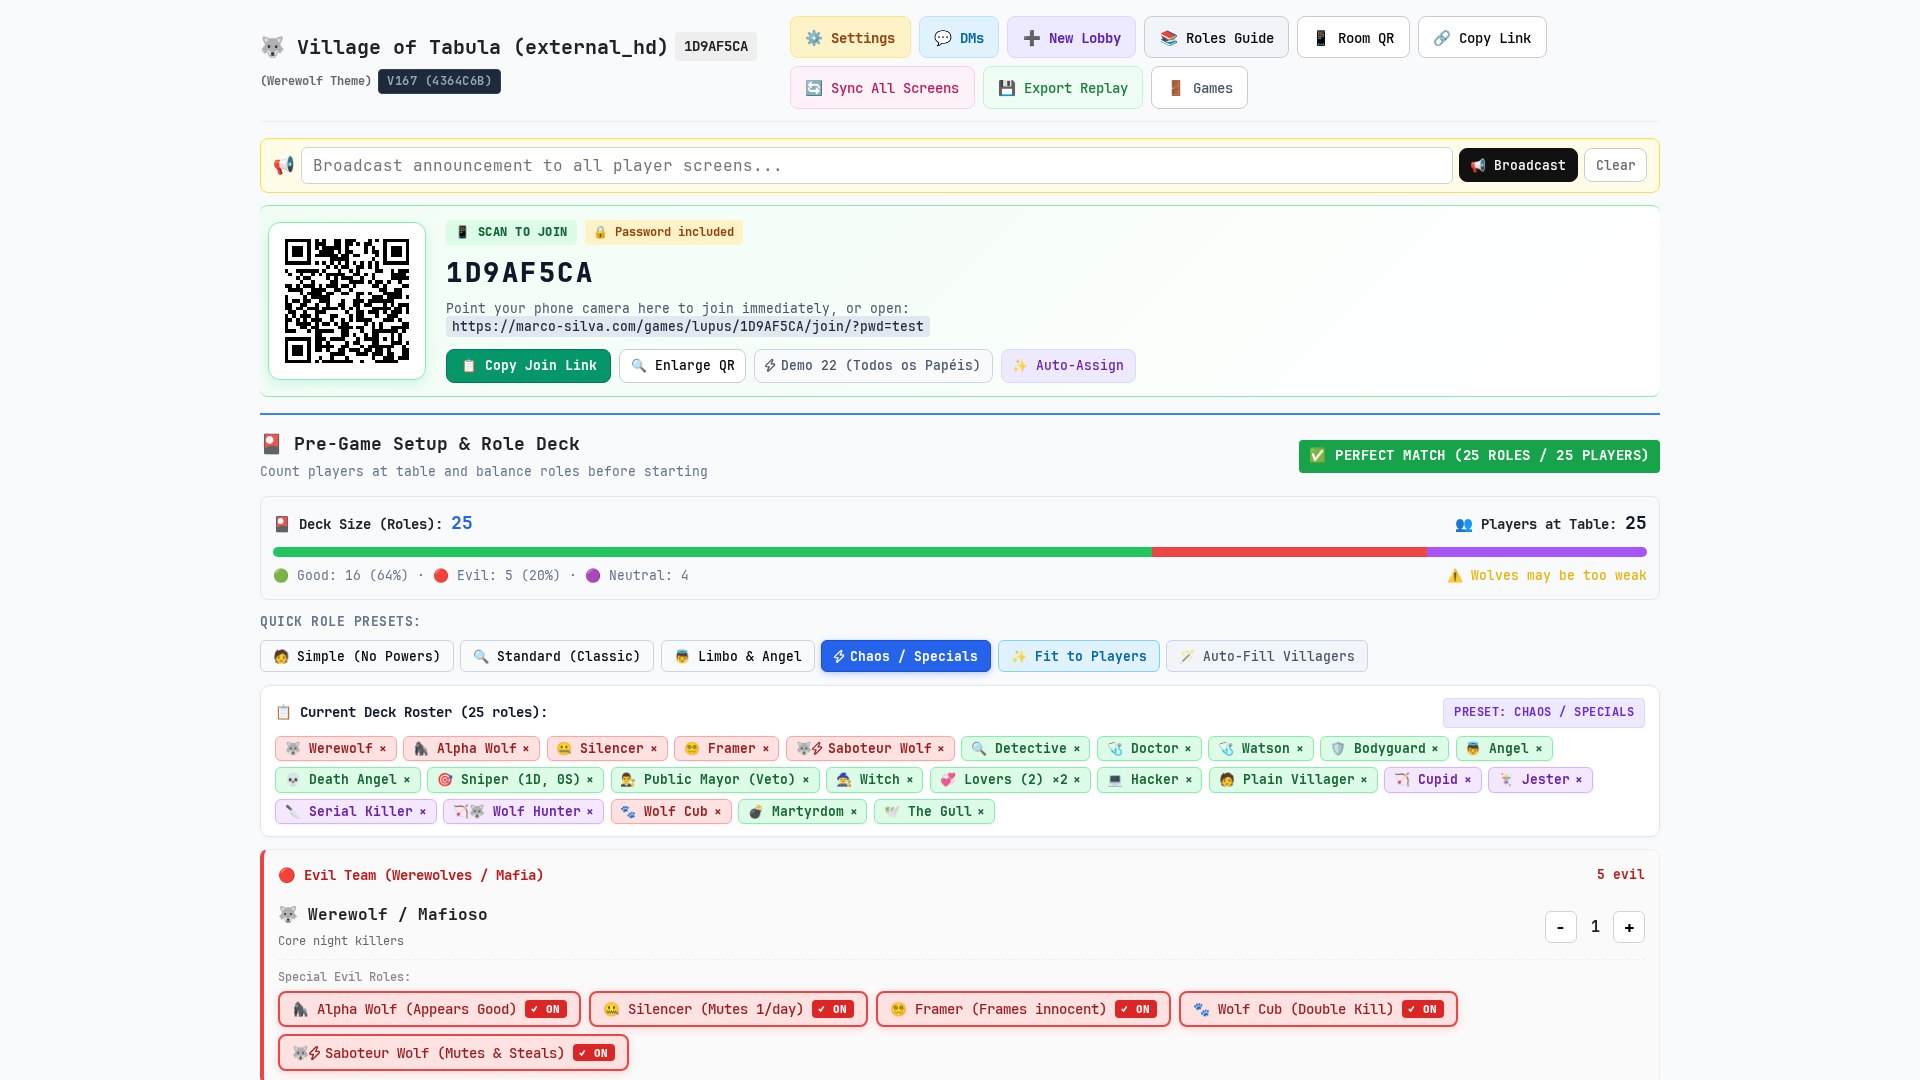 🐺 Village of Tabula (external_hd) 1D9AF5CA
(Werewolf Theme) V167 (4364C6B)
⚙️ Settings 💬 DMs ➕ New Lobby 📚 Roles Guide 📱 Room QR 🔗 Copy Link
🔄 Sync All Screens 💾 Export Replay 🚪 Games
📢 Broadcast announcement to all player screens... 📢 Broadcast Clear
📱 SCAN TO JOIN 🔒 Password included
1D9AF5CA
Point your phone camera here to join immediately, or open:
https://marco-silva.com/games/lupus/1D9AF5CA/join/?pwd=test
📋 Copy Join Link 🔍 Enlarge QR ⚡ Demo 22 (Todos os Papéis) ✨ Auto-Assign
🎴 Pre-Game Setup & Role Deck
Count players at table and balance roles before starting
✅ PERFECT MATCH (25 ROLES / 25 PLAYERS)
🎴 Deck Size (Roles): 25 👥 Players at Table: 25
🟢 Good: 16 (64%) · 🔴 Evil: 5 (20%) · 🟣 Neutral: 4 ⚠️ Wolves may be too weak
QUICK ROLE PRESETS:
🧑 Simple (No Powers) 🔍 Standard (Classic) 👼 Limbo & Angel ⚡ Chaos / Specials ✨ Fit to Players 🪄 Auto-Fill Villagers
📋 Current Deck Roster (25 roles): PRESET: CHAOS / SPECIALS
🐺 Werewolf × 🦍 Alpha Wolf × 🤐 Silencer × 😵‍💫 Framer × 🐺⚡ Saboteur Wolf × 🔍 Detective × 🩺 Doctor × 🩺 Watson × 🛡️ Bodyguard × 👼 Angel ×
💀 Death Angel × 🎯 Sniper (1D, 0S) × 👨‍⚖️ Public Mayor (Veto) × 🧙 Witch × 💞 Lovers (2) ×2 × 💻 Hacker × 🧑 Plain Villager × 🏹 Cupid × 🃏 Jester ×
🔪 Serial Killer × 🏹🐺 Wolf Hunter × 🐾 Wolf Cub × 💣 Martyrdom × 🕊️ The Gull ×
🔴 Evil Team (Werewolves / Mafia) 5 evil
🐺 Werewolf / Mafioso
Core night killers
- 1 +
Special Evil Roles:
🦍 Alpha Wolf (Appears Good) ✓ ON 🤐 Silencer (Mutes 1/day) ✓ ON 😵‍💫 Framer (Frames innocent) ✓ ON 🐾 Wolf Cub (Double Kill) ✓ ON
🐺⚡ Saboteur Wolf (Mutes & Steals) ✓ ON